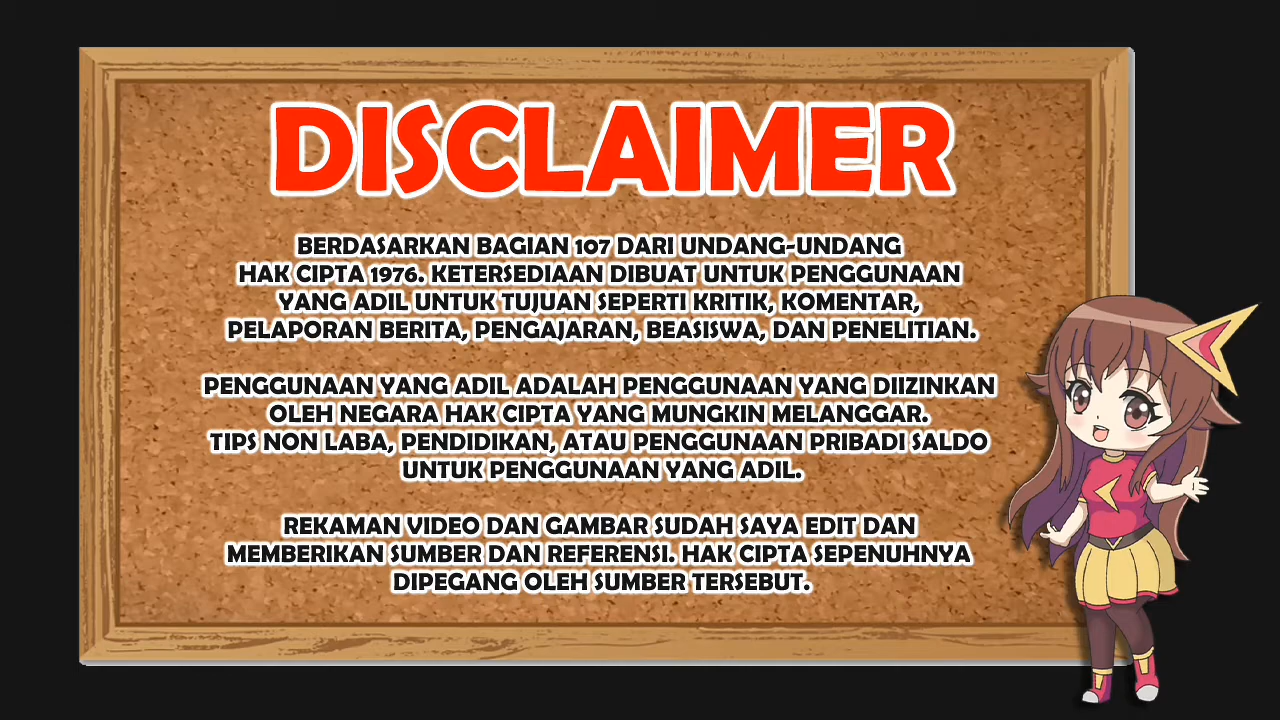 DISCLAIMER
BERDASARKAN BAGIAN 107 DARI UNDANG-UNDANG
HAK CIPTA 1976. KETERSEDIAAN DIBUAT UNTUK PENGGUNAAN
YANG ADIL UNTUK TUJUAN SEPERTI KRITIK, KOMENTAR,
PELAPORAN BERITA, PENGAJARAN, BEASISWA, DAN PENELITIAN.
PENGGUNAAN YANG ADIL ADALAH PENGGUNAAN YANG DIIZINKAN
OLEH NEGARA HAK CIPTA YANG MUNGKIN MELANGGAR.
TIPS NON LABA, PENDIDIKAN, ATAU PENGGUNAAN PRIBADI SALDO
UNTUK PENGGUNAAN YANG ADIL.
REKAMAN VIDEO DAN GAMBAR SUDAH SAYA EDIT DAN
MEMBERIKAN SUMBER DAN REFERENSI. HAK CIPTA SEPENUHNYA
DIPEGANG OLEH SUMBER TERSEBUT.